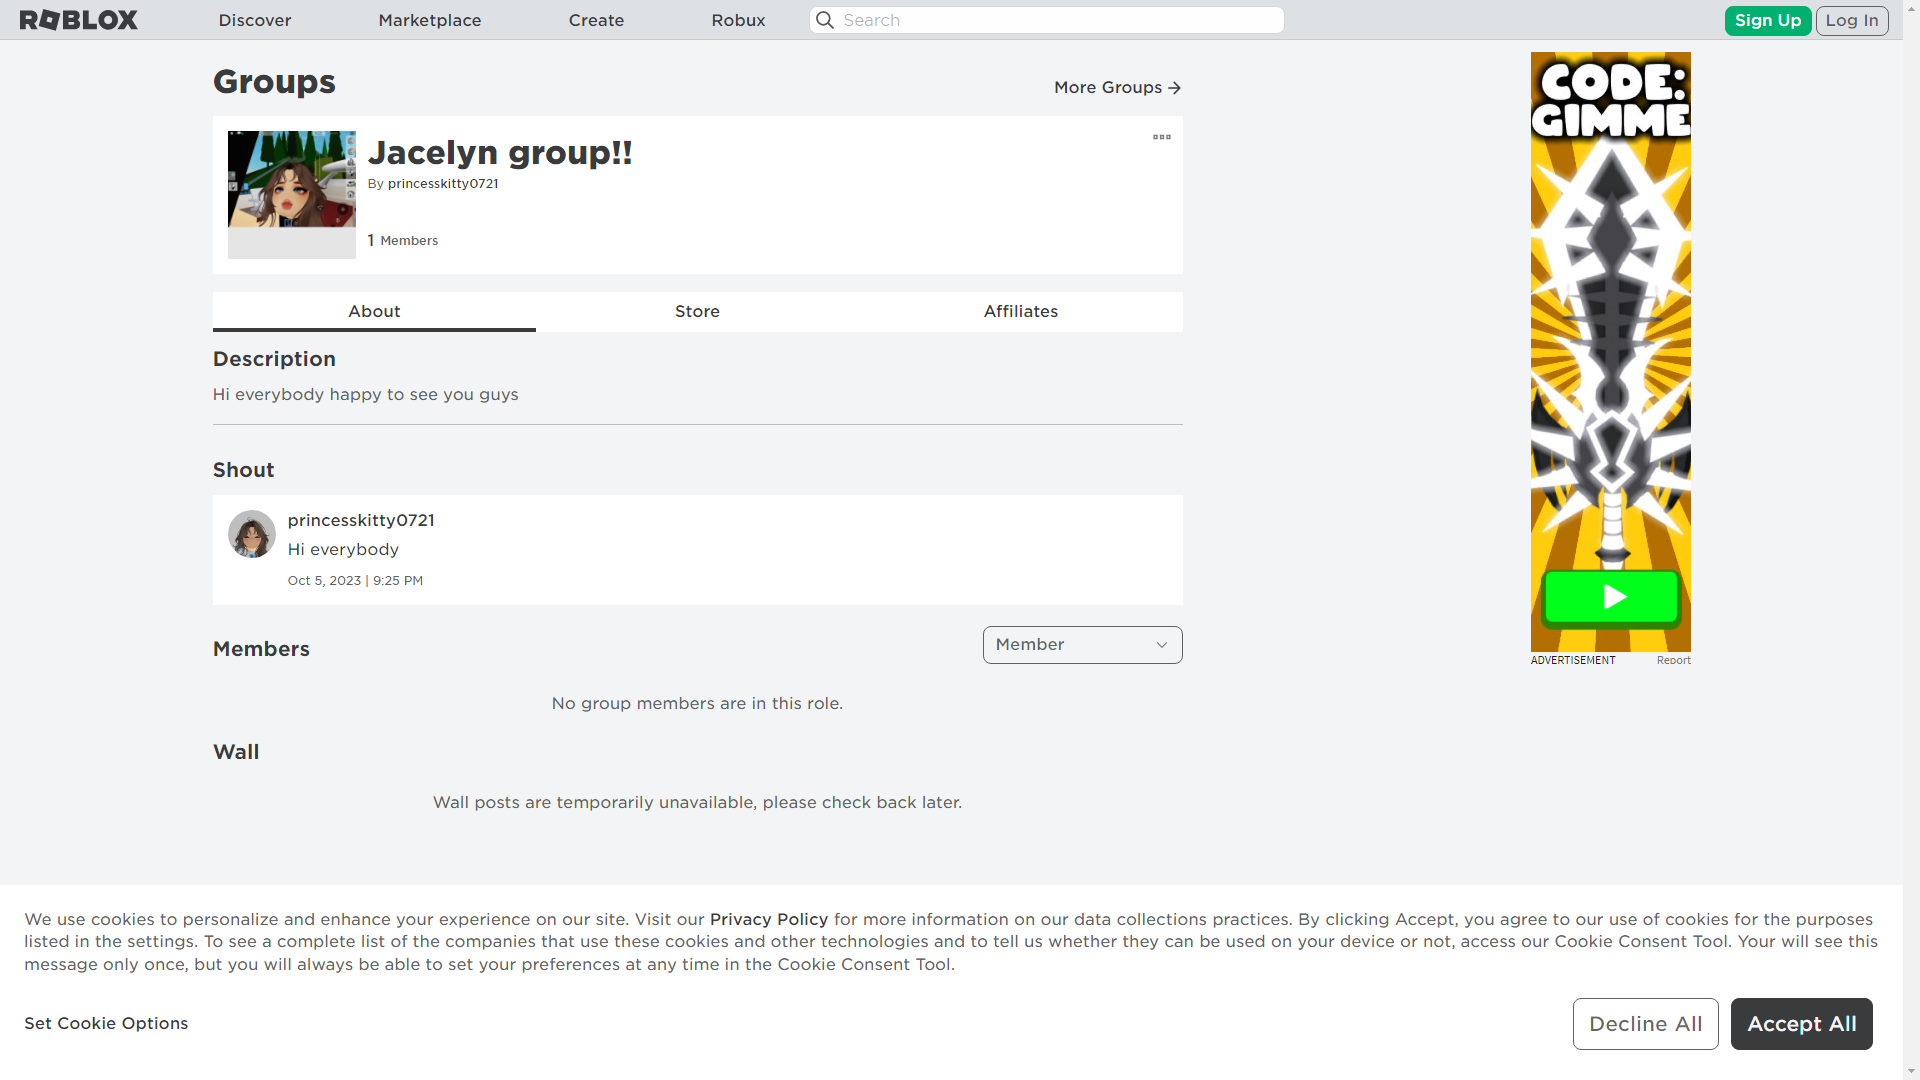 ROBLOX
Discover
Marketplace
Create
Robux
Search
Sign Up
Log In
Groups
More Groups
Jacelyn group!!
By princesskitty0721
1 Members
About
Store
Affiliates
Description
Hi everybody happy to see you guys
Shout
princesskitty0721
Hi everybody
Oct 5, 2023 | 9:25 PM
Members
Member
No group members are in this role.
Wall
Wall posts are temporarily unavailable, please check back later.
CODE:
GIMME
ADVERTISEMENT
Report
We use cookies to personalize and enhance your experience on our site. Visit our Privacy Policy for more information on our data collections practices. By clicking Accept, you agree to our use of cookies for the purposes
listed in the settings. To see a complete list of the companies that use these cookies and other technologies and to tell us whether they can be used on your device or not, access our Cookie Consent Tool. Your will see this
message only once, but you will always be able to set your preferences at any time in the Cookie Consent Tool.
Set Cookie Options
Decline All
Accept All